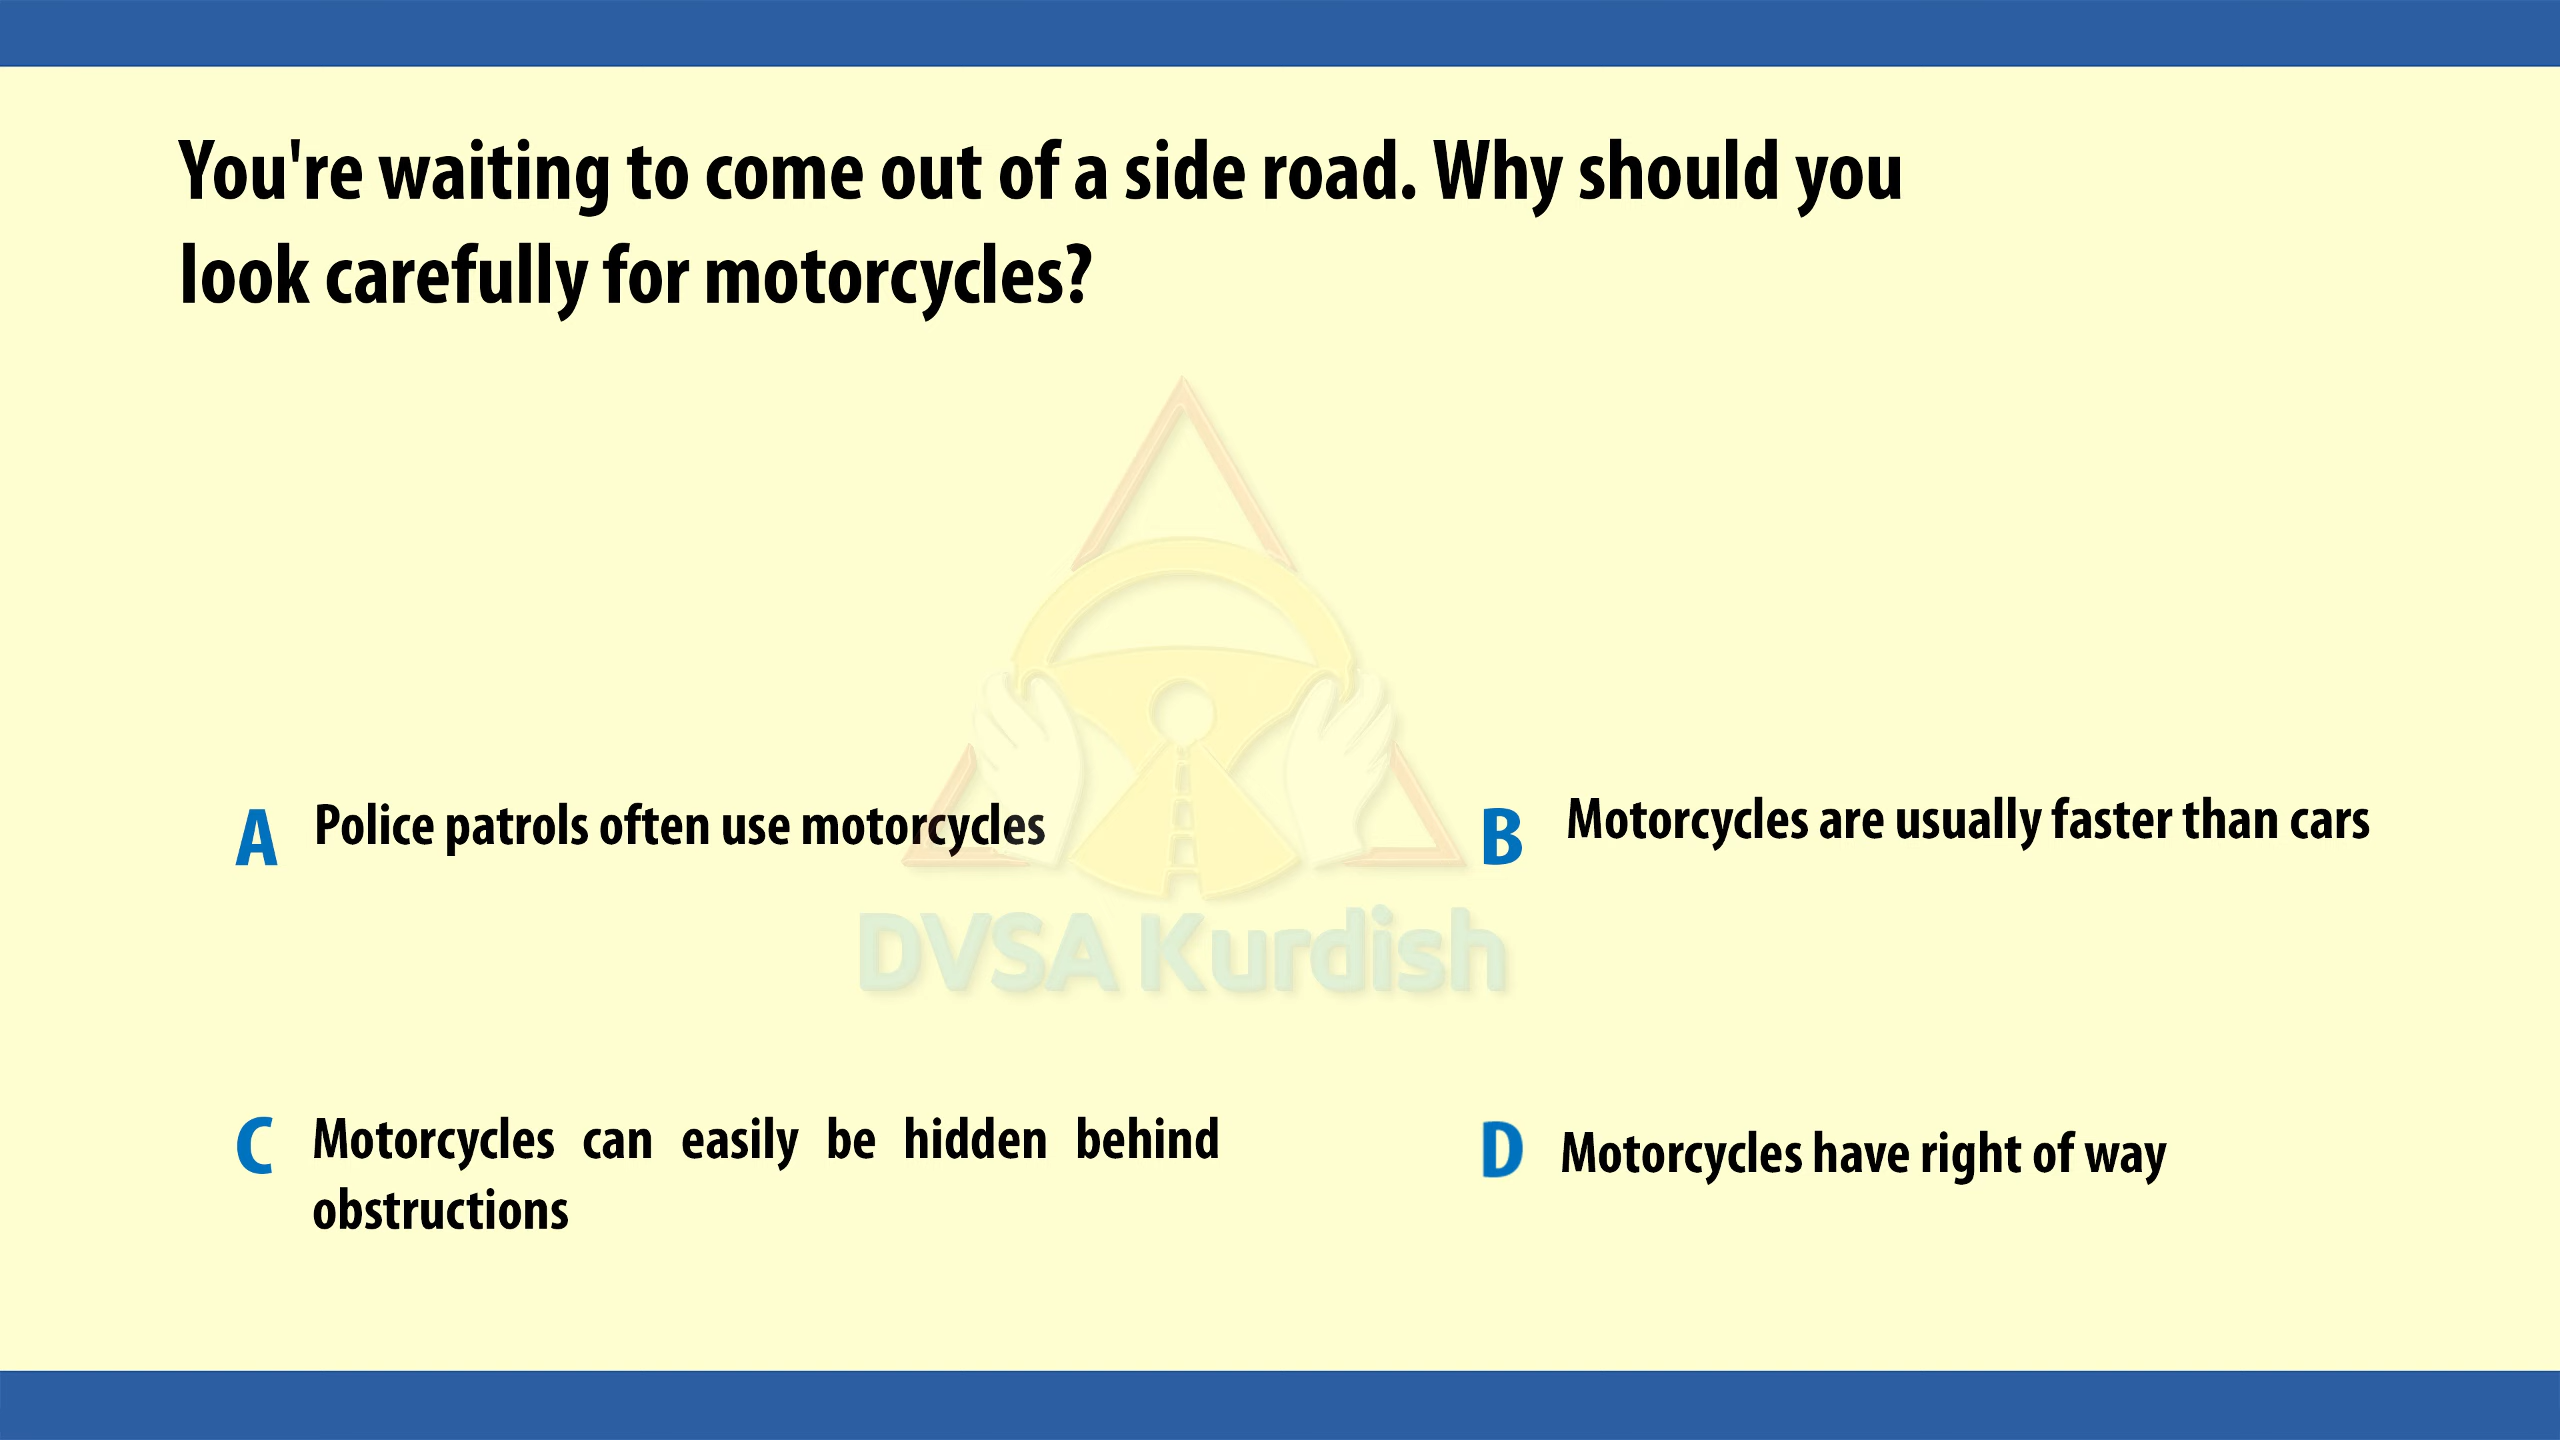 You're waiting to come out of a side road. Why should you
look carefully for motorcycles?
A Police patrols often use motorcycles
B Motorcycles are usually faster than cars
DVSA Kurdish
C Motorcycles can easily be hidden behind
obstructions
D Motorcycles have right of way